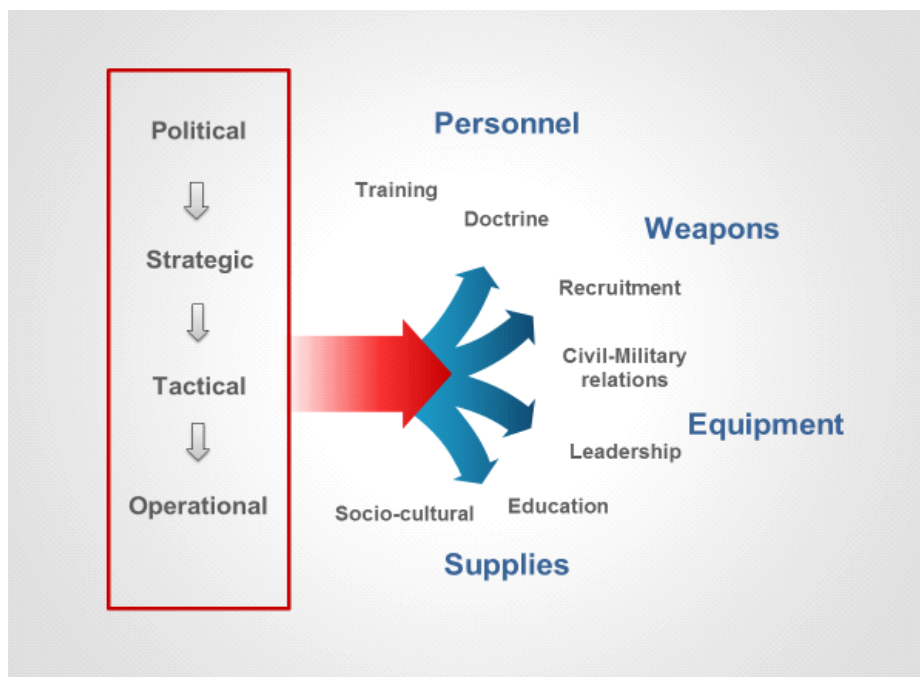 Political
Strategic
Tactical
Operational
Personnel
Training
Doctrine
Weapons
Recruitment
Civil-Military
relations
Equipment
Leadership
Education
Socio-cultural
Supplies